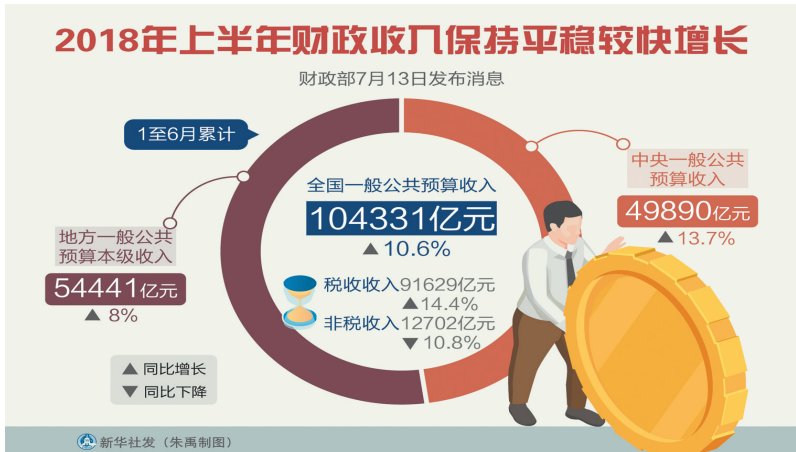 2018年上半年财政收入保持平稳较快增长
财政部7月13日发布消息
1至6月累计
全国一般公共预算收入
104331亿元
▲10.6%
税收收入91629亿元
▲14.4%
非税收入12702亿元
▼10.8%
中央一般公共
预算收入
49890亿元
▲13.7%
地方一般公共
预算本级收入
54441亿元
▲8%
▲同比增长
▼同比下降
新华社发（朱禹制图）